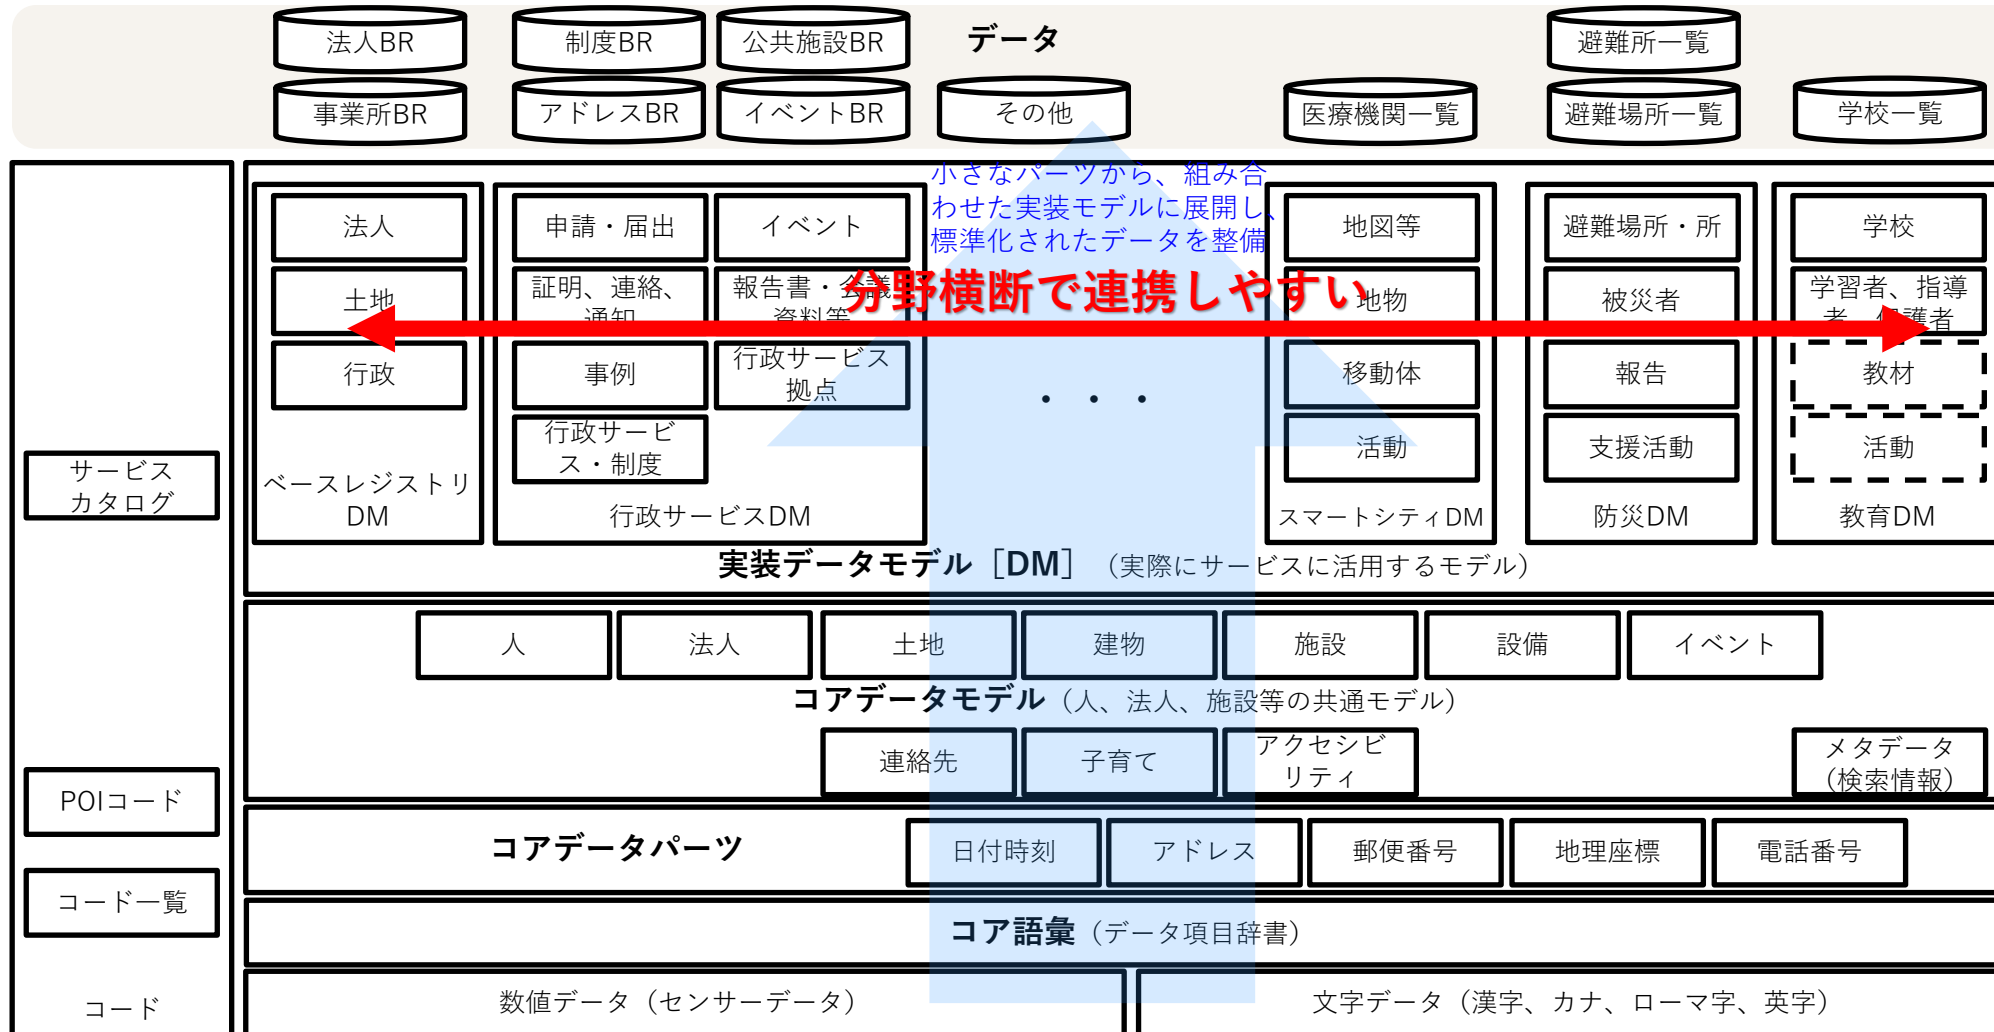 データ
法人BR
制度BR
公共施設BR
避難所一覧
事業所BR
アドレスBR
イベントBR
その他
医療機関一覧
避難場所一覧
学校一覧
小さなパーツから、組み合
わせた実装モデルに展開し、
標準化されたデータを整備
分野横断で連携しやすい
法人
土地
行政
ベースレジストリ
DM
申請・届出
イベント
証明、連絡、
通知
報告書・会議
資料等
事例
行政サービス
拠点
行政サービ
ス・制度
行政サービスDM
・・・
地図等
地物
移動体
活動
スマートシティDM
避難場所・所
被災者
報告
支援活動
防災DM
学校
学習者、指導
者、保護者
教材
活動
教育DM
実装データモデル［DM］（実際にサービスに活用するモデル）
人
法人
土地
建物
施設
設備
イベント
コアデータモデル（人、法人、施設等の共通モデル）
連絡先
子育て
アクセシビ
リティ
メタデータ
（検索情報）
コアデータパーツ
日付時刻
アドレス
郵便番号
地理座標
電話番号
コア語彙（データ項目辞書）
数値データ（センサーデータ）
文字データ（漢字、カナ、ローマ字、英字）
サービス
カタログ
POIコード
コード一覧
コード